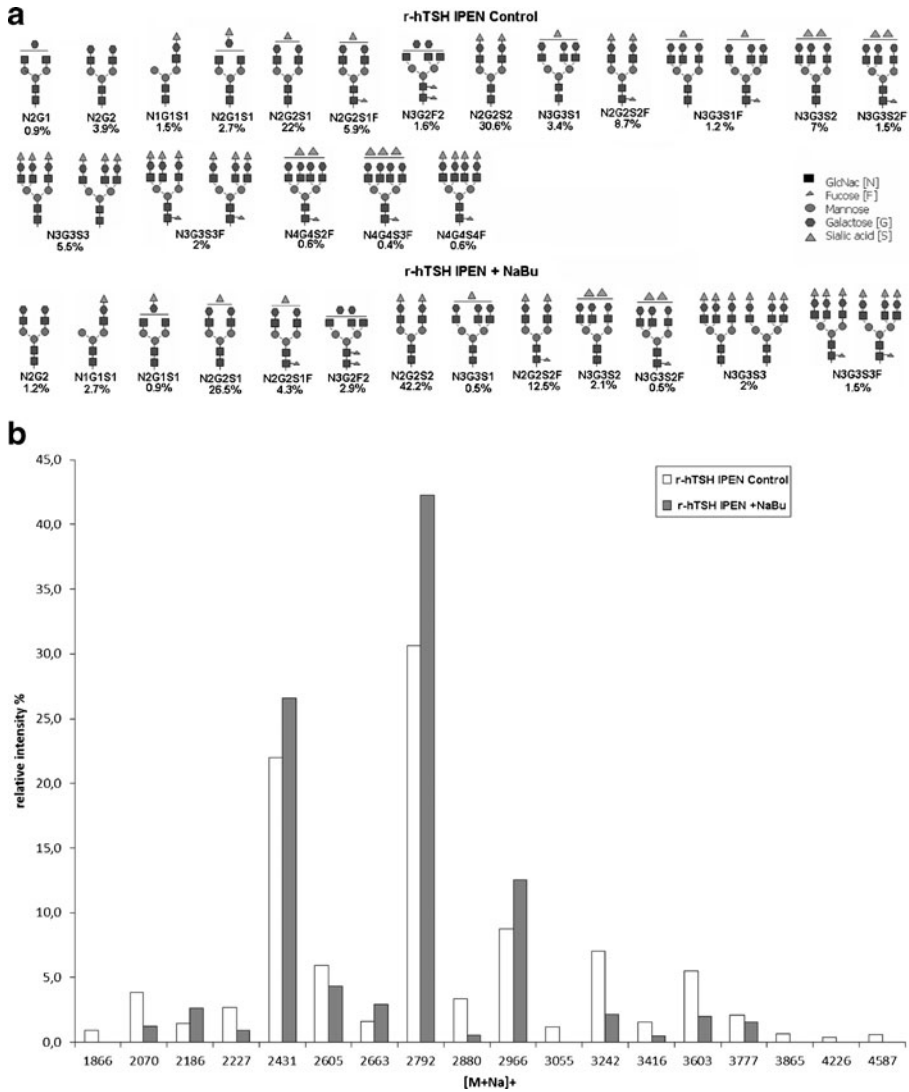 a
r-hTSH IPEN Control
N2G1 N2G2 N1G1S1 N2G1S1 N2G2S1 N2G2S1F N3G2F2 N2G2S2 N3G3S1 N2G2S2F N3G3S1F N3G3S2 N3G3S2F
0.9% 3.9% 1.5% 2.7% 22% 5.9% 1.6% 30.6% 3.4% 8.7% 1.2 % 7% 1.5%
N3G3S3 N3G3S3F N4G4S2F N4G4S3F N4G4S4F
5.5% 2% 0.6% 0.4% 0.6%
GlcNac [N]
Fucose [F]
Mannose
Galactose [G]
Sialic acid [S]
r-hTSH IPEN + NaBu
N2G2 N1G1S1 N2G1S1 N2G2S1 N2G2S1F N3G2F2 N2G2S2 N3G3S1 N2G2S2F N3G3S2 N3G3S2F N3G3S3 N3G3S3F
1.2% 2.7% 0.9% 26.5% 4.3% 2.9% 42.2% 0.5% 12.5% 2.1% 0.5% 2% 1.5%
b
45,0
40,0
35,0
30,0
25,0
20,0
15,0
10,0
5,0
0,0
relative intensity %
r-hTSH IPEN Control
r-hTSH IPEN +NaBu
1866 2070 2186 2227 2431 2605 2663 2792 2880 2966 3055 3242 3416 3603 3777 3865 4226 4587
[M+Na]+